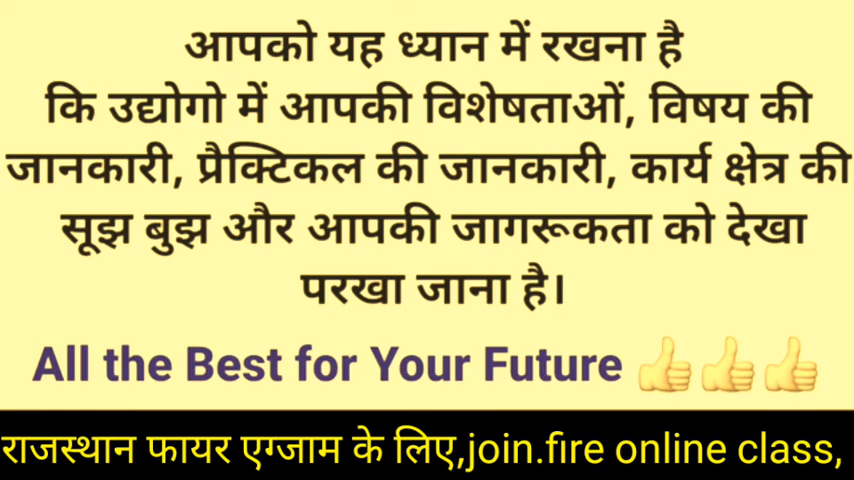 आपको यह ध्यान में रखना है
कि उद्योगो में आपकी विशेषताओं, विषय की
जानकारी, प्रैक्टिकल की जानकारी, कार्य क्षेत्र की
सूझ बुझ और आपकी जागरूकता को देखा
परखा जाना है।
All the Best for Your Future 👍👍👍
राजस्थान फायर एग्जाम के लिए,join.fire online class,